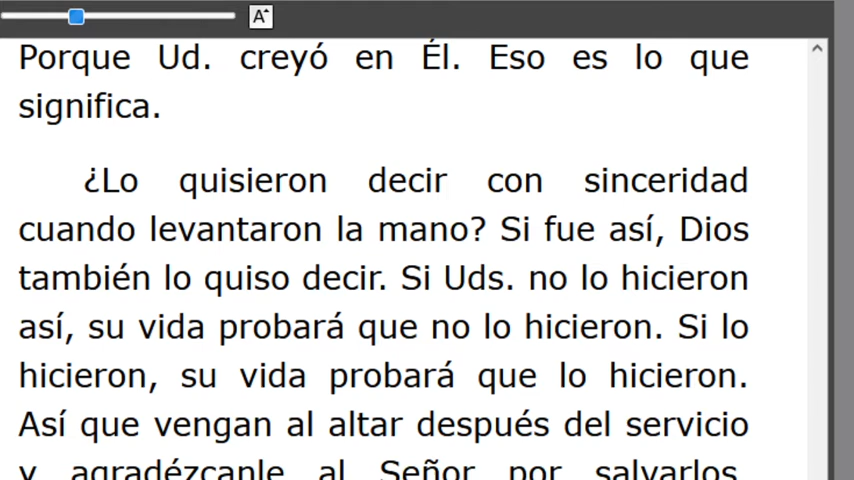 A
Porque Ud. creyó en Él. Eso es lo que
significa.
¿Lo quisieron decir con sinceridad
cuando levantaron la mano? Si fue así, Dios
también lo quiso decir. Si Uds. no lo hicieron
así, su vida probará que no lo hicieron. Si lo
hicieron, su vida probará que lo hicieron.
Así que vengan al altar después del servicio
y agradézcanle al Señor por salvarlos.